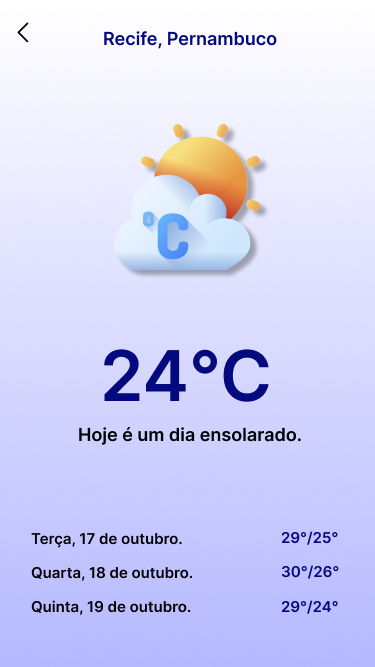 Recife, Pernambuco
°C
24°C
Hoje é um dia ensolarado.
Terça, 17 de outubro. 29°/25°
Quarta, 18 de outubro. 30°/26°
Quinta, 19 de outubro. 29°/24°